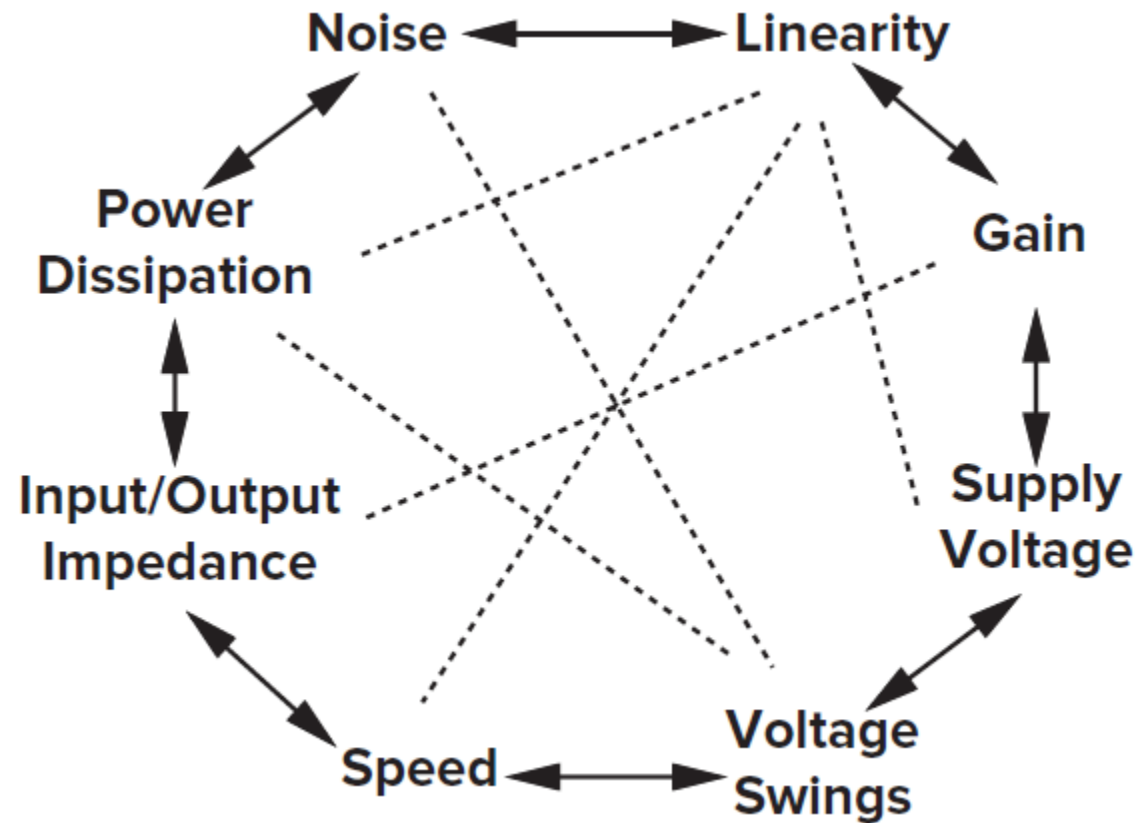 Noise
Linearity
Power
Dissipation
Gain
Input/Output
Impedance
Supply
Voltage
Speed
Voltage
Swings